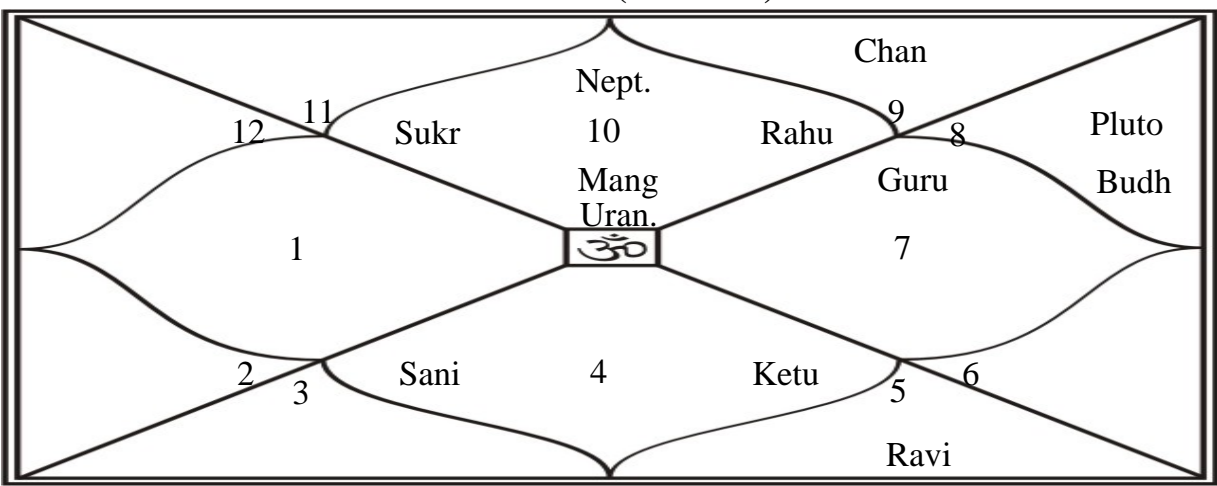 Chan
Nept.
11 9
12 Sukr 10 Rahu 8 Pluto
Mang Guru Budh
Uran.
1 ॐ 7
2 Sani 4 Ketu 6
3 5
Ravi